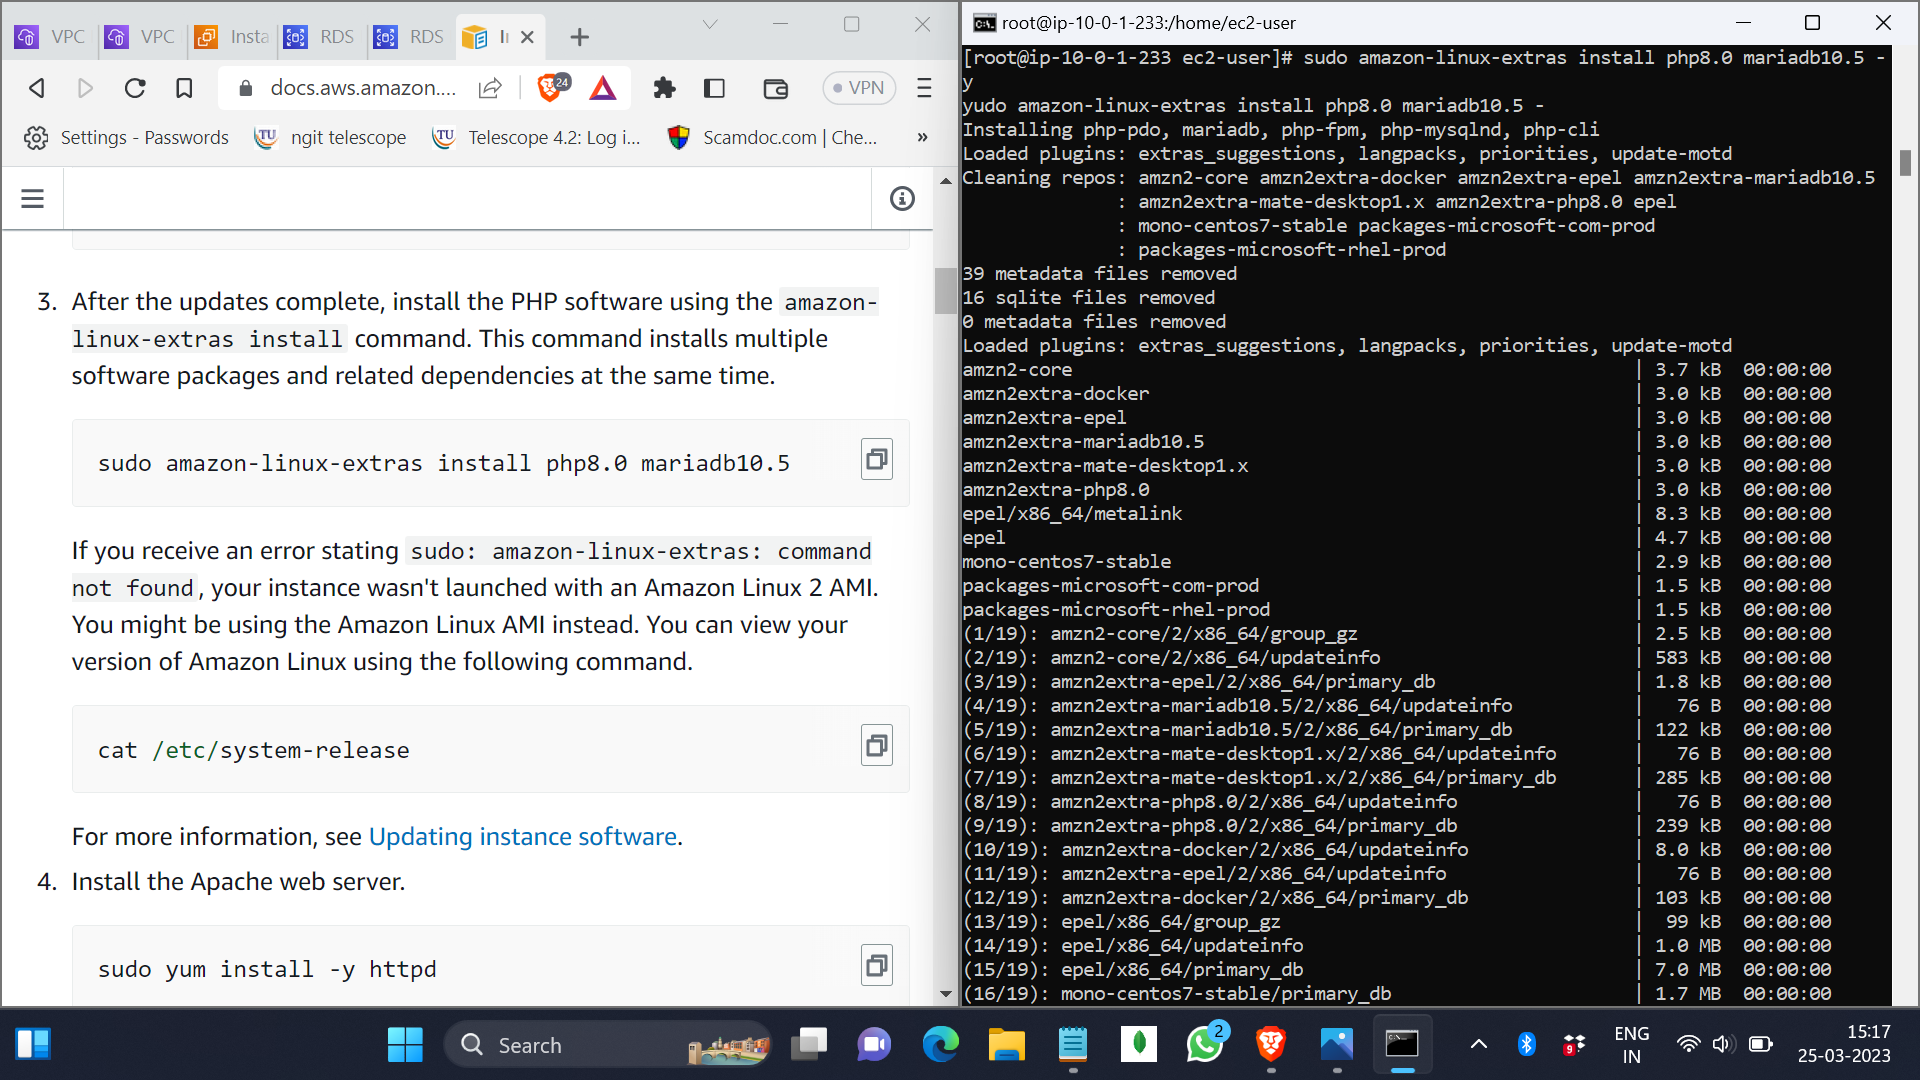 VPC
VPC
Insta
RDS
RDS
docs.aws.amazon....
24
VPN
Settings - Passwords
TU
ngit telescope
TU
Telescope 4.2: Log i...
Scamdoc.com | Che...
»
3. After the updates complete, install the PHP software using the amazon-
linux-extras install command. This command installs multiple
software packages and related dependencies at the same time.
sudo amazon-linux-extras install php8.0 mariadb10.5
If you receive an error stating sudo: amazon-linux-extras: command
not found, your instance wasn't launched with an Amazon Linux 2 AMI.
You might be using the Amazon Linux AMI instead. You can view your
version of Amazon Linux using the following command.
cat /etc/system-release
For more information, see Updating instance software.
4. Install the Apache web server.
sudo yum install -y httpd
root@ip-10-0-1-233:/home/ec2-user
[root@ip-10-0-1-233 ec2-user]# sudo amazon-linux-extras install php8.0 mariadb10.5 -
y
yudo amazon-linux-extras install php8.0 mariadb10.5 -
Installing php-pdo, mariadb, php-fpm, php-mysqlnd, php-cli
Loaded plugins: extras_suggestions, langpacks, priorities, update-motd
Cleaning repos: amzn2-core amzn2extra-docker amzn2extra-epel amzn2extra-mariadb10.5
: amzn2extra-mate-desktop1.x amzn2extra-php8.0 epel
: mono-centos7-stable packages-microsoft-com-prod
: packages-microsoft-rhel-prod
39 metadata files removed
16 sqlite files removed
0 metadata files removed
Loaded plugins: extras_suggestions, langpacks, priorities, update-motd
amzn2-core | 3.7 kB 00:00:00
amzn2extra-docker | 3.0 kB 00:00:00
amzn2extra-epel | 3.0 kB 00:00:00
amzn2extra-mariadb10.5 | 3.0 kB 00:00:00
amzn2extra-mate-desktop1.x | 3.0 kB 00:00:00
amzn2extra-php8.0 | 3.0 kB 00:00:00
epel/x86_64/metalink | 8.3 kB 00:00:00
epel | 4.7 kB 00:00:00
mono-centos7-stable | 2.9 kB 00:00:00
packages-microsoft-com-prod | 1.5 kB 00:00:00
packages-microsoft-rhel-prod | 1.5 kB 00:00:00
(1/19): amzn2-core/2/x86_64/group_gz | 2.5 kB 00:00:00
(2/19): amzn2-core/2/x86_64/updateinfo | 583 kB 00:00:00
(3/19): amzn2extra-epel/2/x86_64/primary_db | 1.8 kB 00:00:00
(4/19): amzn2extra-mariadb10.5/2/x86_64/updateinfo | 76 B 00:00:00
(5/19): amzn2extra-mariadb10.5/2/x86_64/primary_db | 122 kB 00:00:00
(6/19): amzn2extra-mate-desktop1.x/2/x86_64/updateinfo | 76 B 00:00:00
(7/19): amzn2extra-mate-desktop1.x/2/x86_64/primary_db | 285 kB 00:00:00
(8/19): amzn2extra-php8.0/2/x86_64/updateinfo | 76 B 00:00:00
(9/19): amzn2extra-php8.0/2/x86_64/primary_db | 239 kB 00:00:00
(10/19): amzn2extra-docker/2/x86_64/updateinfo | 8.0 kB 00:00:00
(11/19): amzn2extra-epel/2/x86_64/updateinfo | 76 B 00:00:00
(12/19): amzn2extra-docker/2/x86_64/primary_db | 103 kB 00:00:00
(13/19): epel/x86_64/group_gz | 99 kB 00:00:00
(14/19): epel/x86_64/updateinfo | 1.0 MB 00:00:00
(15/19): epel/x86_64/primary_db | 7.0 MB 00:00:00
(16/19): mono-centos7-stable/primary_db | 1.7 MB 00:00:00
Search
2
9
ENG
IN
15:17
25-03-2023